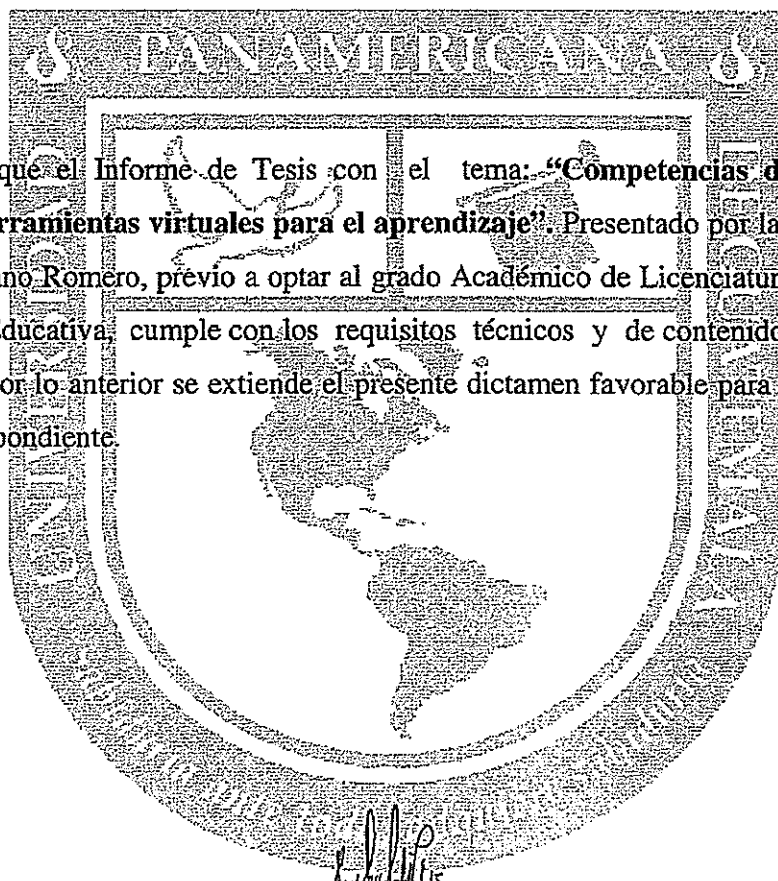 PANAMERICANA
UNIVERSIDAD
que el Informe de Tesis con el tema: “Competencias d
rramientas virtuales para el aprendizaje”. Presentado por la
no Romero, previo a optar al grado Académico de Licenciatur
Educativa, cumple con los requisitos técnicos y de contenido
or lo anterior se extiende el presente dictamen favorable para
pondiente.